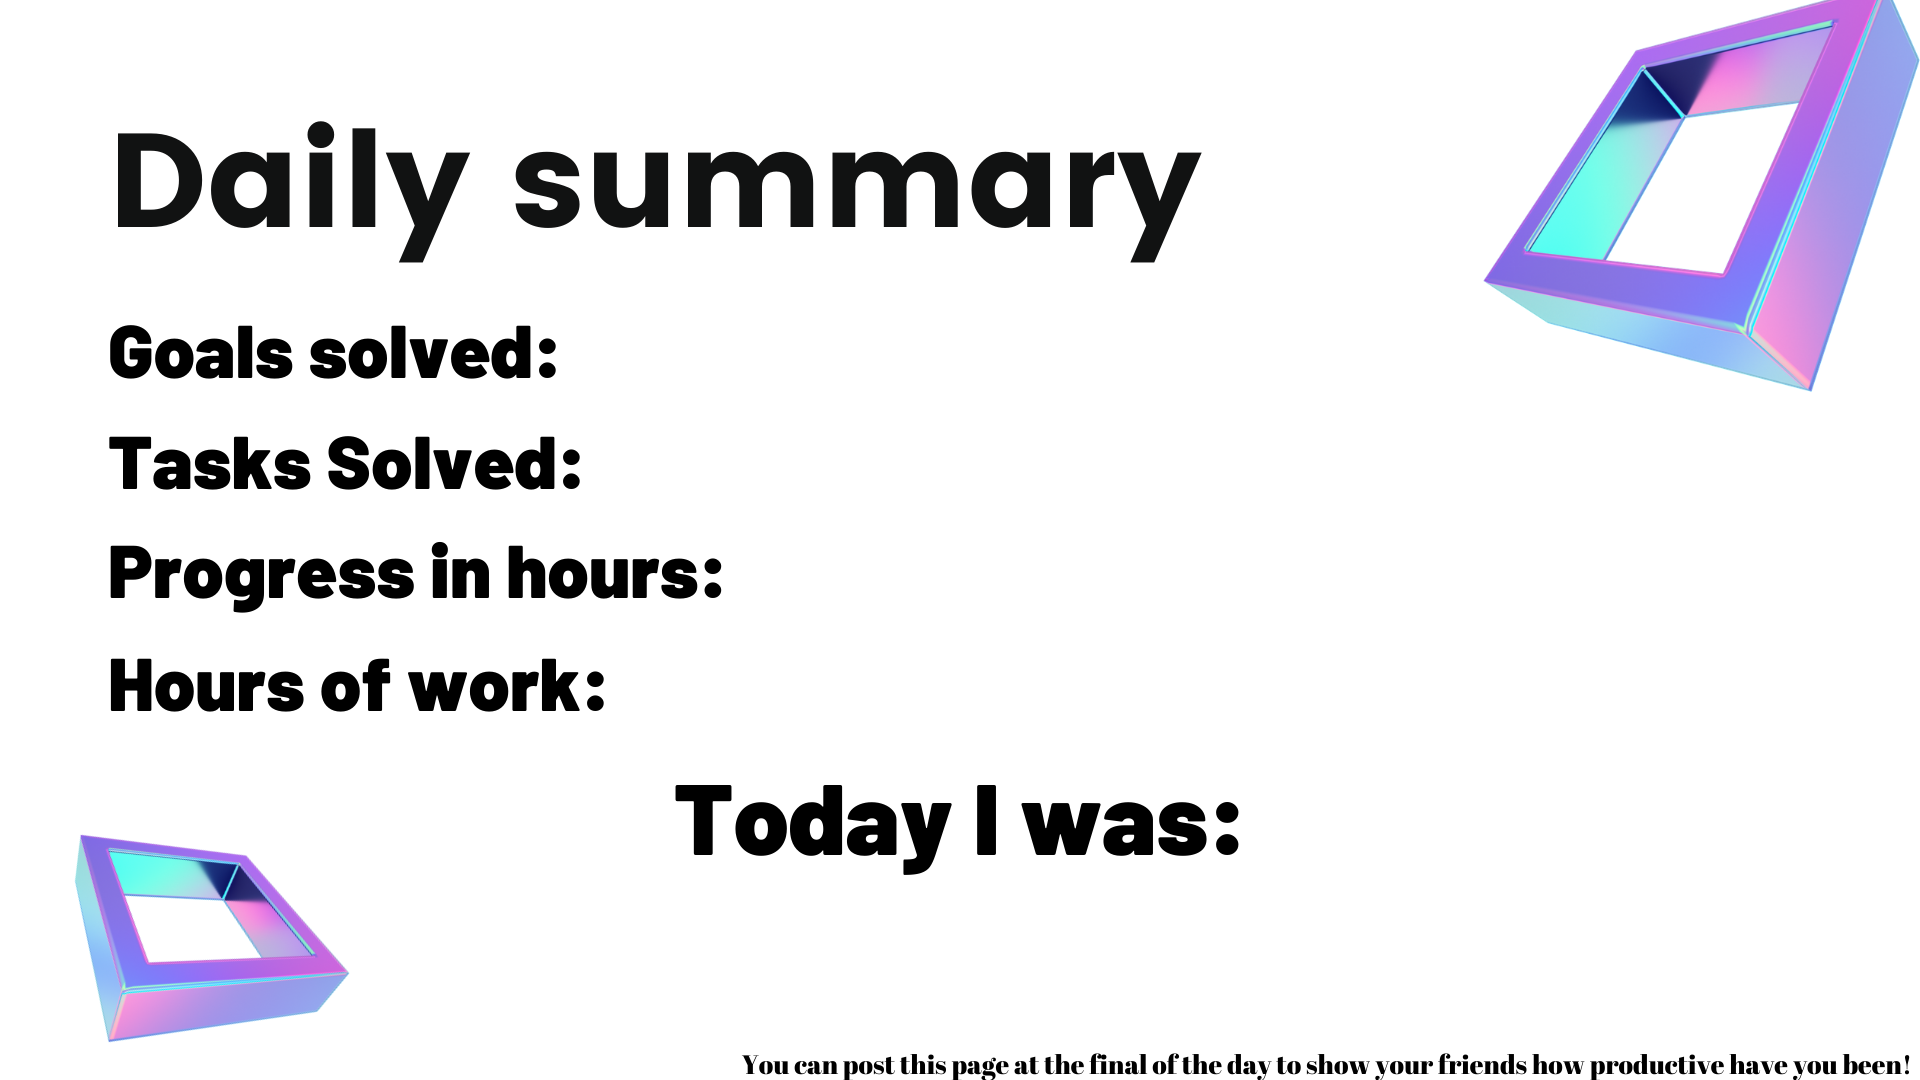 Daily summary
Goals solved:
Tasks Solved:
Progress in hours:
Hours of work:
Today I was:
You can post this page at the final of the day to show your friends how productive have you been!